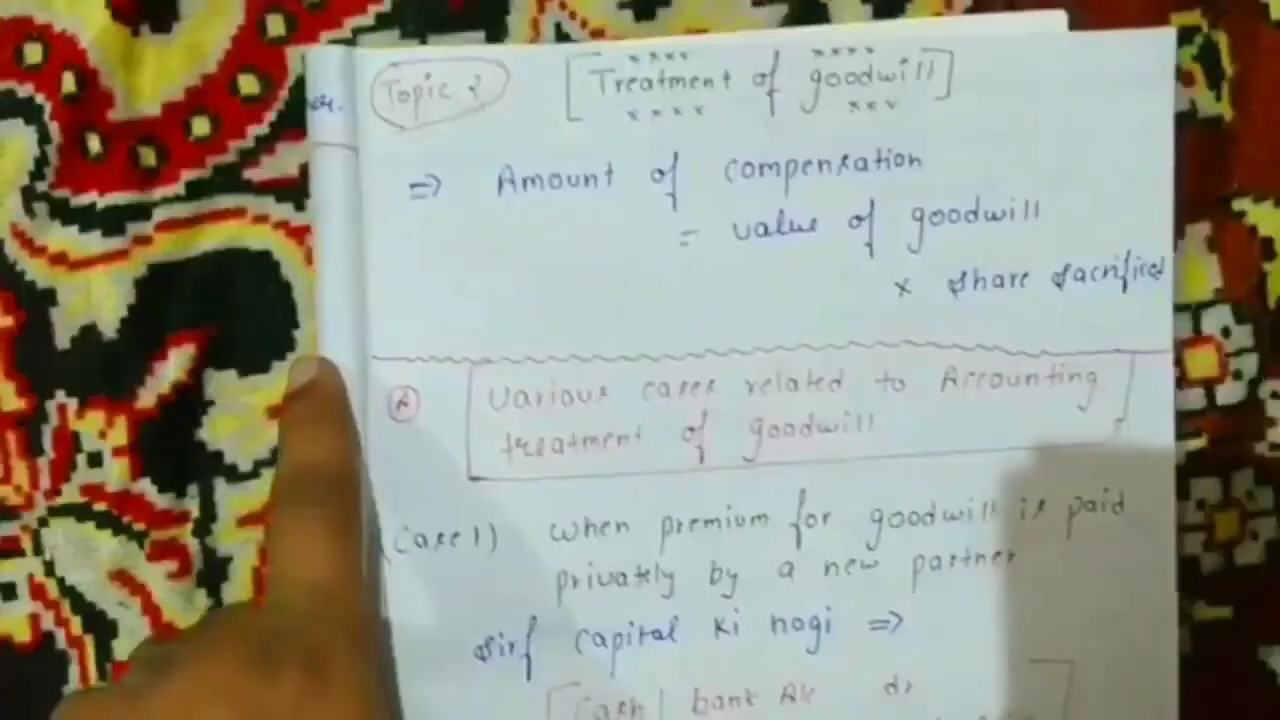 Topic 2
[Treatment of goodwill]
=> Amount of compensation
= value of goodwill
x share sacrificed
A Various cases related to Accounting
treatment of goodwill
(case 1) when premium for goodwill is paid
privately by a new partner
sirf capital ki hogi =>
[Cash | bank A/c dr